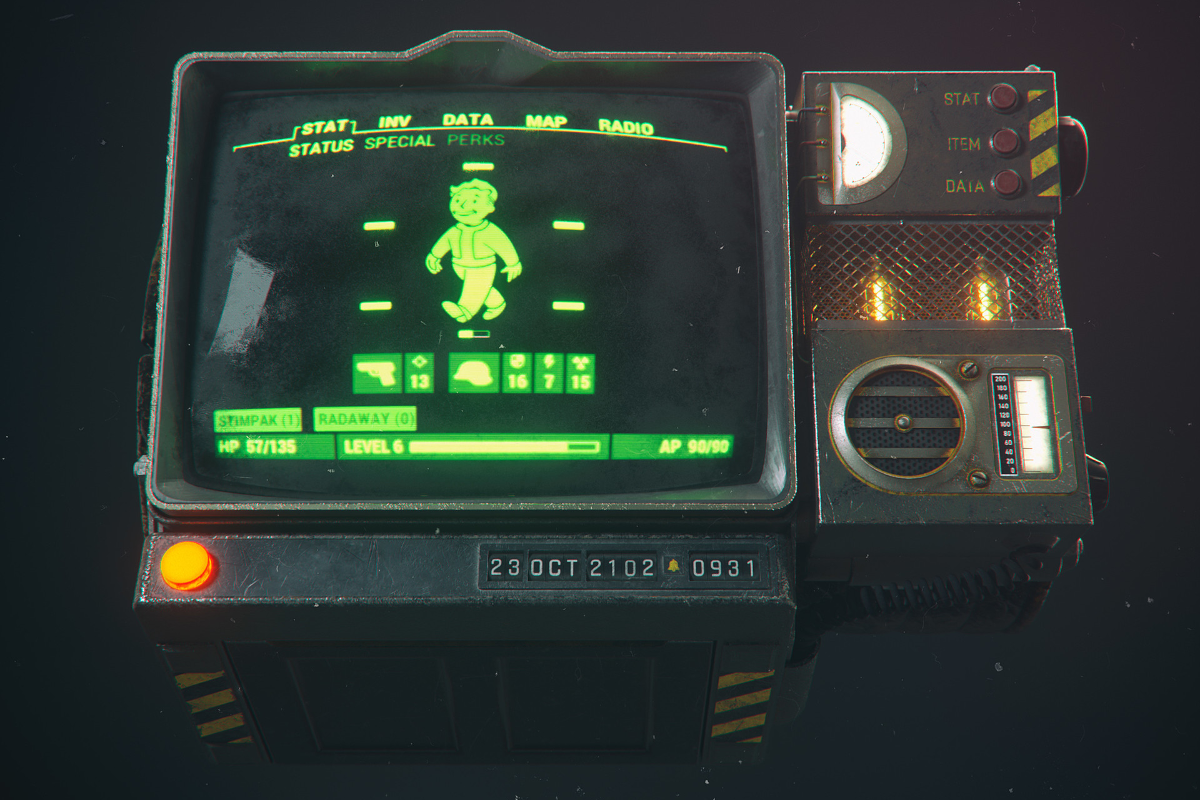 STAT INV DATA MAP RADIO
STATUS SPECIAL PERKS
13 16 7 15
STIMPAK (1) RADAWAY (0)
HP 57/135 LEVEL 6 AP 90/90
23 OCT 2102 0931
STAT
ITEM
DATA
200
180
160
140
120
100
80
60
40
20
0